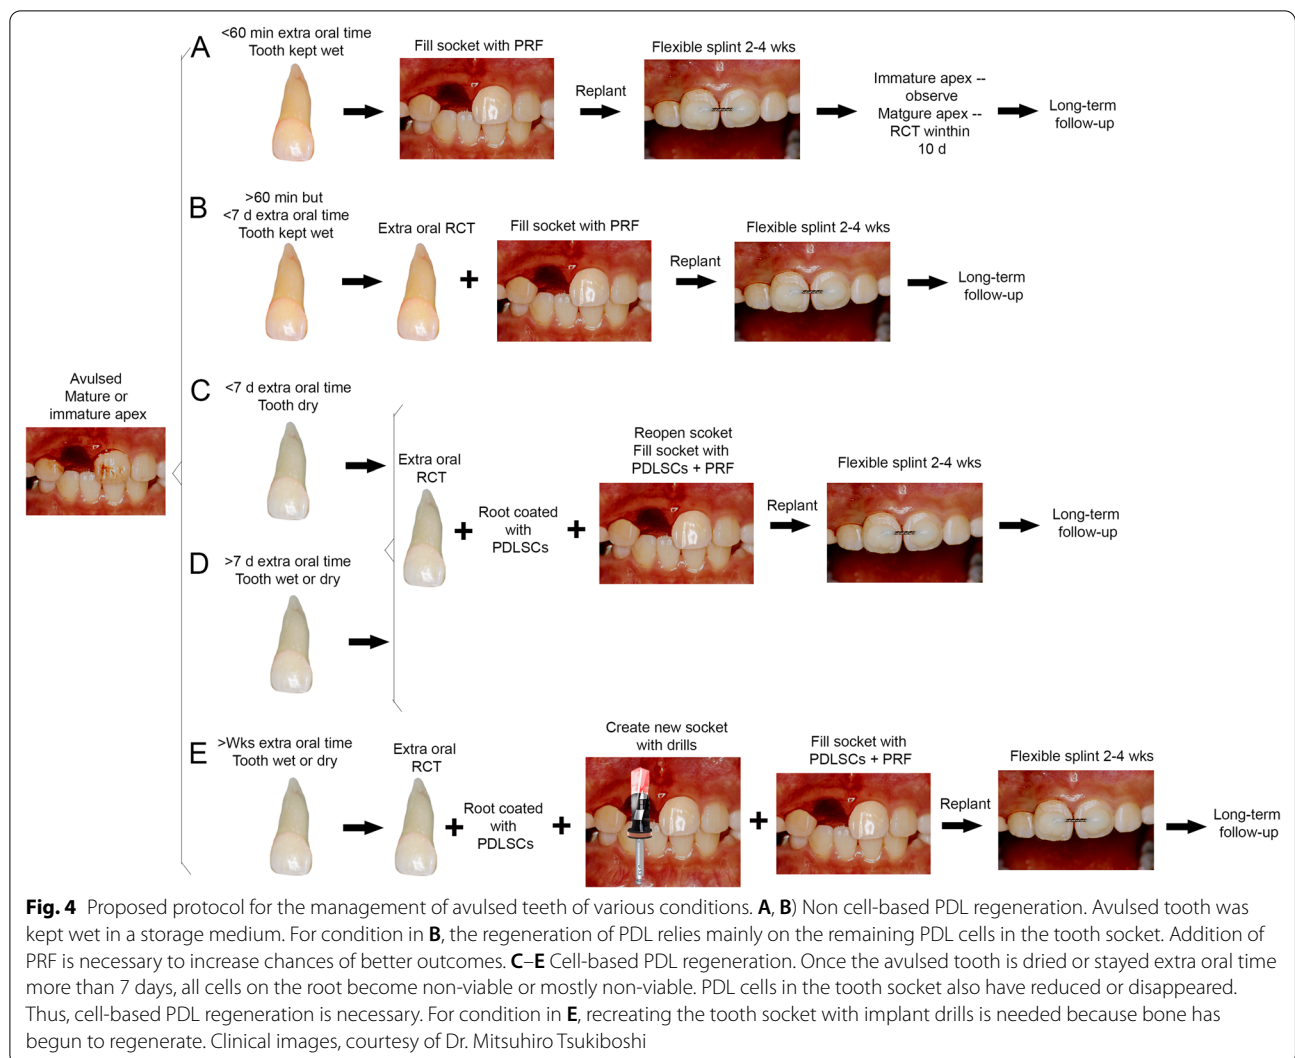 A
<60 min extra oral time
Tooth kept wet
Fill socket with PRF
Replant
Flexible splint 2-4 wks
Immature apex --
observe
Matgure apex --
RCT winthin
10 d
Long-term
follow-up
B
>60 min but
<7 d extra oral time
Tooth kept wet
Extra oral RCT
+
Fill socket with PRF
Replant
Flexible splint 2-4 wks
Long-term
follow-up
Avulsed
Mature or
immature apex
C
<7 d extra oral time
Tooth dry
D
>7 d extra oral time
Tooth wet or dry
Extra oral
RCT
+
Root coated
with
PDLSCs
+
Reopen scoket
Fill socket with
PDLSCs + PRF
Replant
Flexible splint 2-4 wks
Long-term
follow-up
E
>Wks extra oral time
Tooth wet or dry
Extra oral
RCT
+
Root coated
with
PDLSCs
+
Create new socket
with drills
+
Fill socket with
PDLSCs + PRF
Replant
Flexible splint 2-4 wks
Long-term
follow-up
Fig. 4 Proposed protocol for the management of avulsed teeth of various conditions. A, B) Non cell-based PDL regeneration. Avulsed tooth was
kept wet in a storage medium. For condition in B, the regeneration of PDL relies mainly on the remaining PDL cells in the tooth socket. Addition of
PRF is necessary to increase chances of better outcomes. C–E Cell-based PDL regeneration. Once the avulsed tooth is dried or stayed extra oral time
more than 7 days, all cells on the root become non-viable or mostly non-viable. PDL cells in the tooth socket also have reduced or disappeared.
Thus, cell-based PDL regeneration is necessary. For condition in E, recreating the tooth socket with implant drills is needed because bone has
begun to regenerate. Clinical images, courtesy of Dr. Mitsuhiro Tsukiboshi